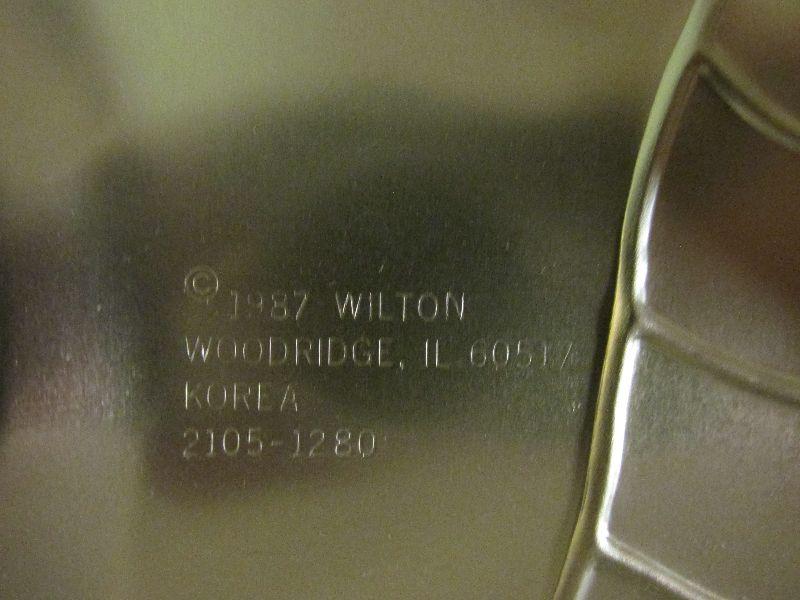 © 1987 WILTON
WOODRIDGE, IL 60517
KOREA
2105-1280